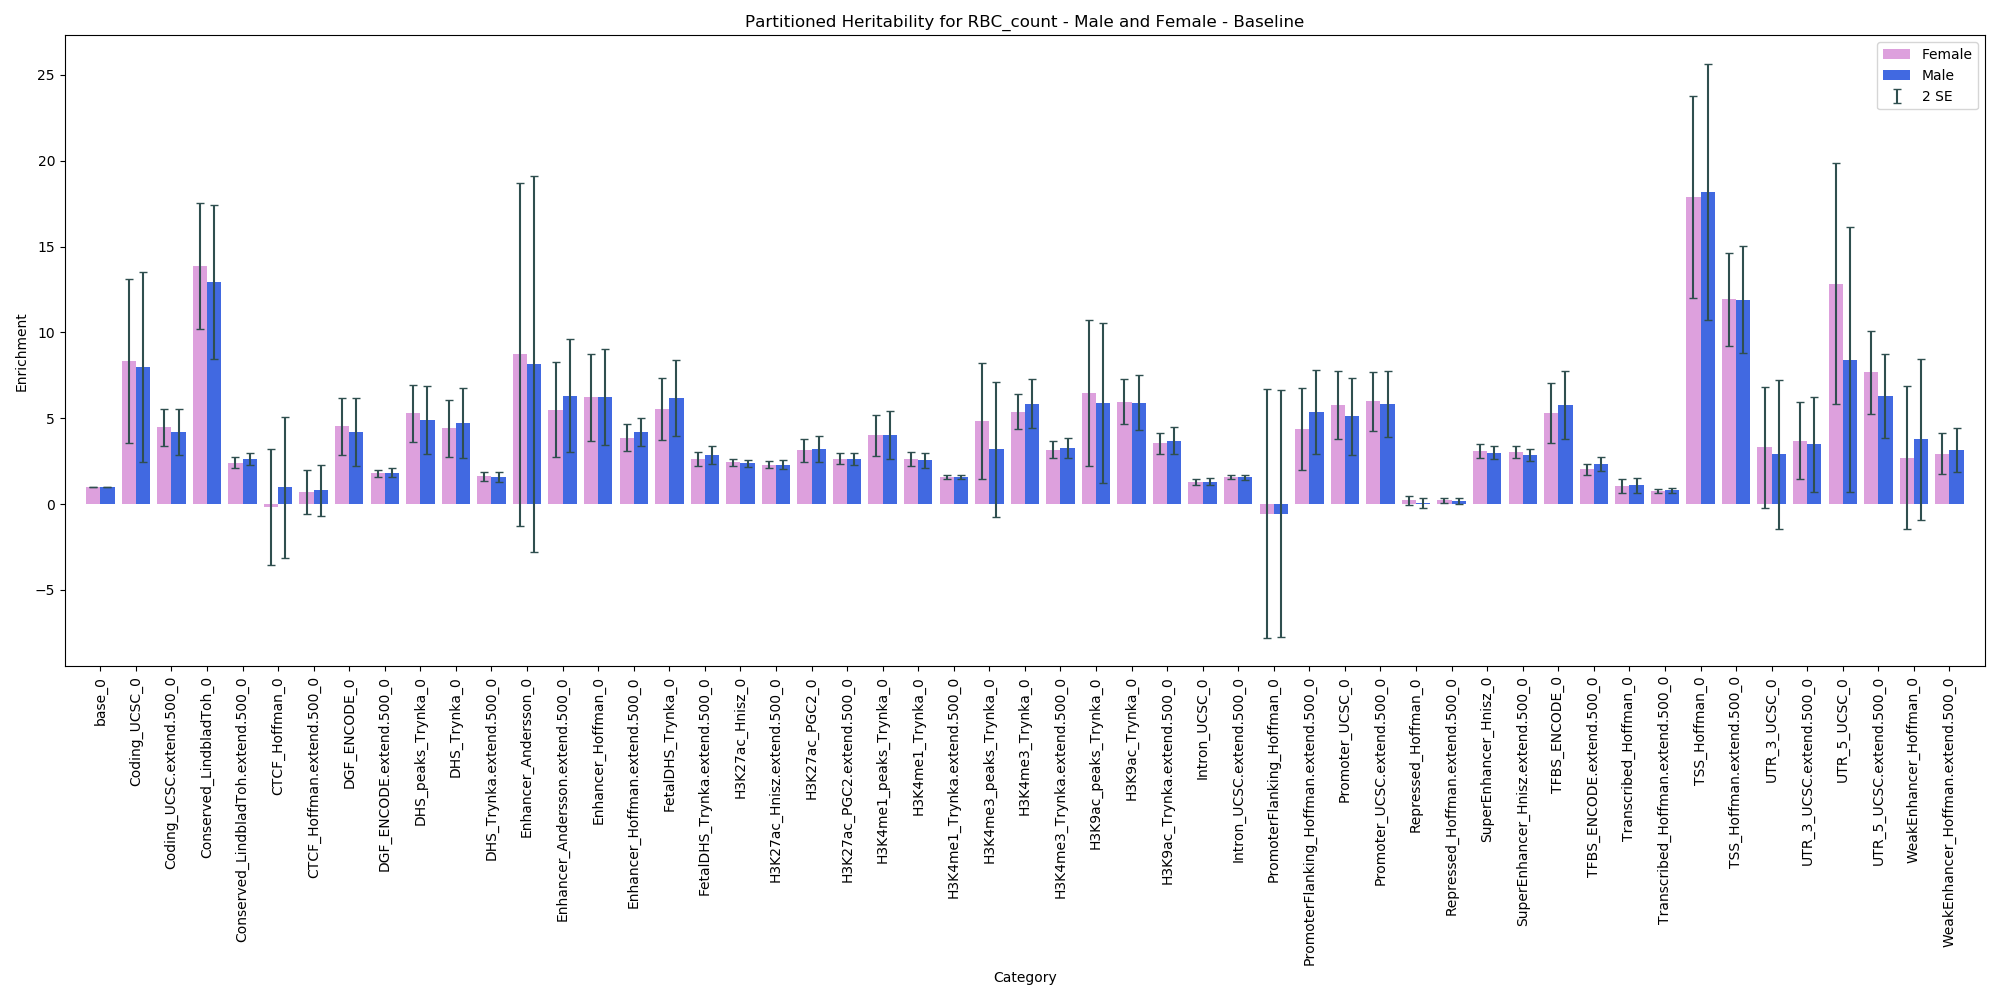 Partitioned Heritability for RBC_count - Male and Female - Baseline
Female
Male
2 SE
Enrichment
25
20
15
10
5
0
−5
base_0
Coding_UCSC_0
Coding_UCSC.extend.500_0
Conserved_LindbladToh_0
Conserved_LindbladToh.extend.500_0
CTCF_Hoffman_0
CTCF_Hoffman.extend.500_0
DGF_ENCODE_0
DGF_ENCODE.extend.500_0
DHS_peaks_Trynka_0
DHS_Trynka_0
DHS_Trynka.extend.500_0
Enhancer_Andersson_0
Enhancer_Andersson.extend.500_0
Enhancer_Hoffman_0
Enhancer_Hoffman.extend.500_0
FetalDHS_Trynka_0
FetalDHS_Trynka.extend.500_0
H3K27ac_Hnisz_0
H3K27ac_Hnisz.extend.500_0
H3K27ac_PGC2_0
H3K27ac_PGC2.extend.500_0
H3K4me1_peaks_Trynka_0
H3K4me1_Trynka_0
H3K4me1_Trynka.extend.500_0
H3K4me3_peaks_Trynka_0
H3K4me3_Trynka_0
H3K4me3_Trynka.extend.500_0
H3K9ac_peaks_Trynka_0
H3K9ac_Trynka_0
H3K9ac_Trynka.extend.500_0
Intron_UCSC_0
Intron_UCSC.extend.500_0
PromoterFlanking_Hoffman_0
PromoterFlanking_Hoffman.extend.500_0
Promoter_UCSC_0
Promoter_UCSC.extend.500_0
Repressed_Hoffman_0
Repressed_Hoffman.extend.500_0
SuperEnhancer_Hnisz_0
SuperEnhancer_Hnisz.extend.500_0
TFBS_ENCODE_0
TFBS_ENCODE.extend.500_0
Transcribed_Hoffman_0
Transcribed_Hoffman.extend.500_0
TSS_Hoffman_0
TSS_Hoffman.extend.500_0
UTR_3_UCSC_0
UTR_3_UCSC.extend.500_0
UTR_5_UCSC_0
UTR_5_UCSC.extend.500_0
WeakEnhancer_Hoffman_0
WeakEnhancer_Hoffman.extend.500_0
Category